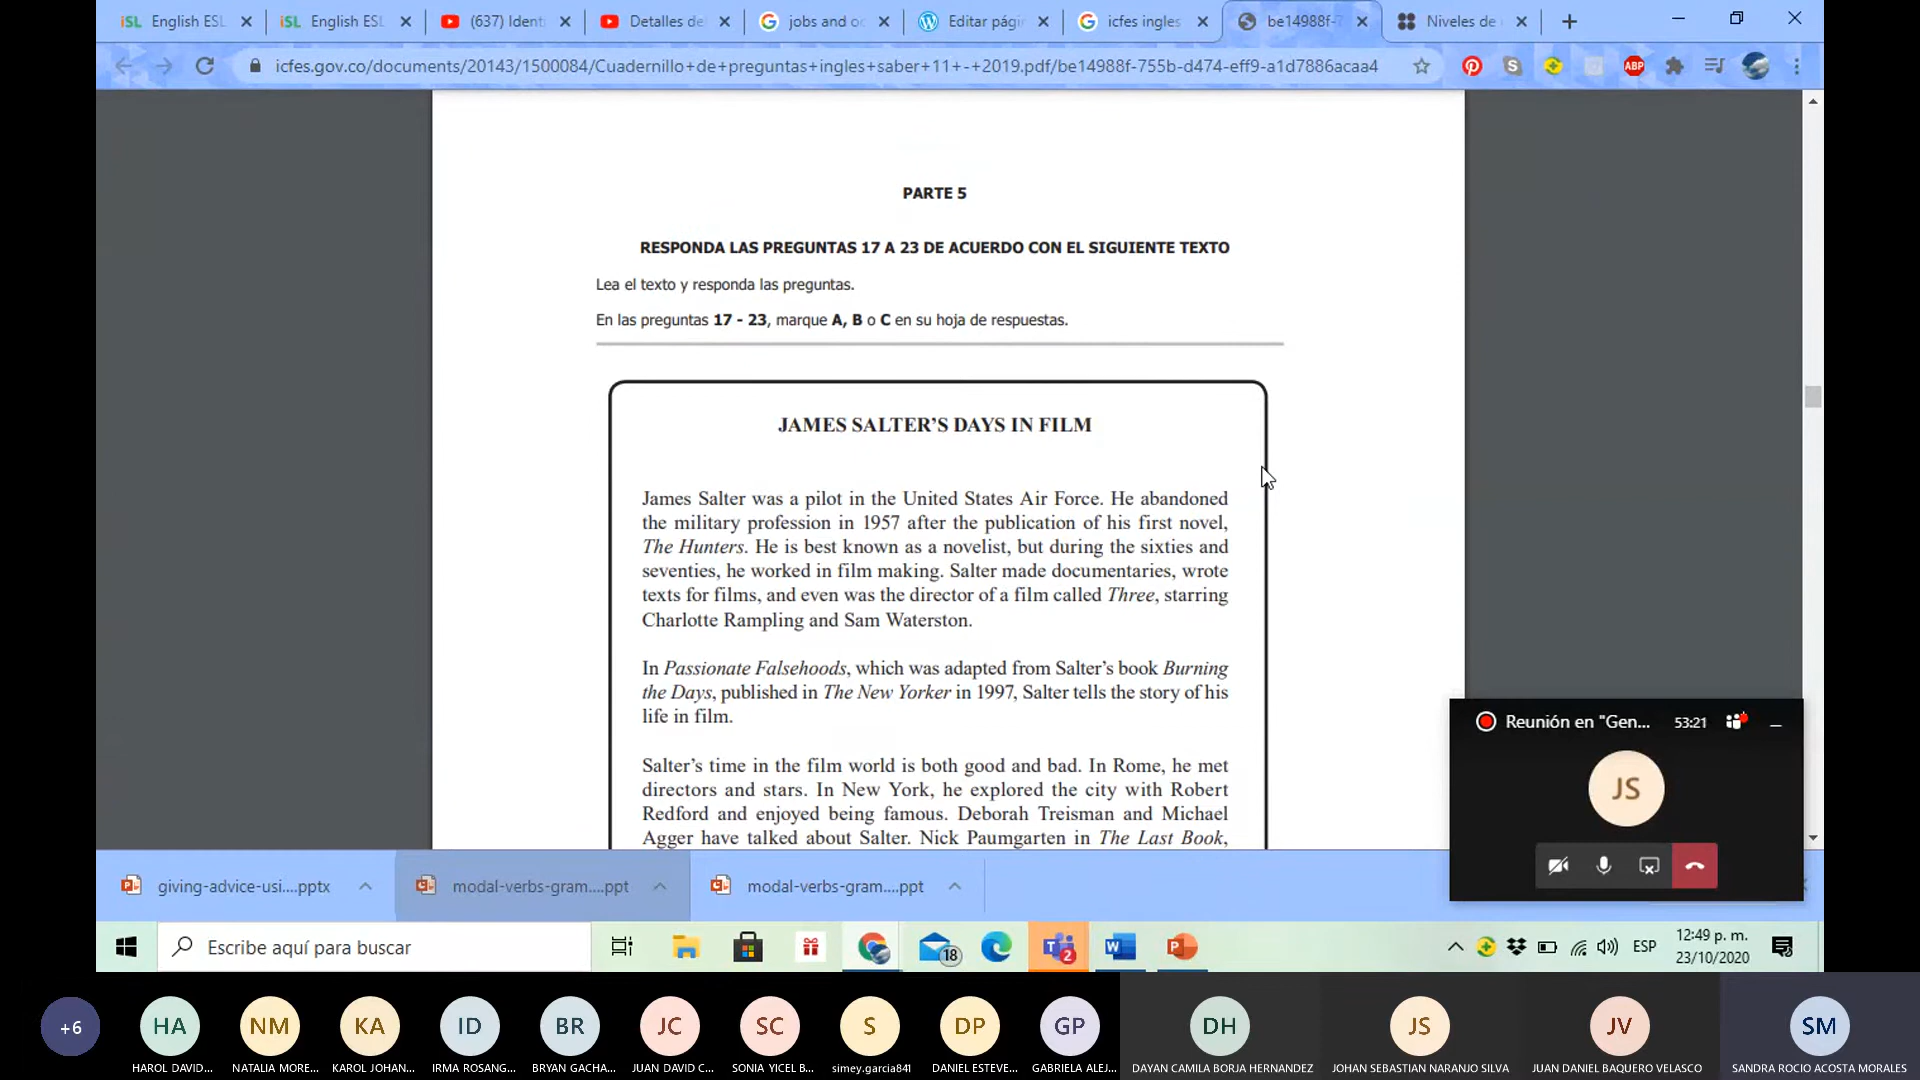 English ESL
English ESL
(637) Ident
Detalles de
jobs and oc
Editar pági
icfes ingles
be14988f-7
Niveles de
icfes.gov.co/documents/20143/1500084/Cuadernillo+de+preguntas+ingles+saber+11+-+2019.pdf/be14988f-755b-d474-eff9-a1d7886acaa4
ABP
PARTE 5
RESPONDA LAS PREGUNTAS 17 A 23 DE ACUERDO CON EL SIGUIENTE TEXTO
Lea el texto y responda las preguntas.
En las preguntas 17 - 23, marque A, B o C en su hoja de respuestas.
JAMES SALTER'S DAYS IN FILM
James Salter was a pilot in the United States Air Force. He abandoned
the military profession in 1957 after the publication of his first novel,
The Hunters. He is best known as a novelist, but during the sixties and
seventies, he worked in film making. Salter made documentaries, wrote
texts for films, and even was the director of a film called Three, starring
Charlotte Rampling and Sam Waterston.
In Passionate Falsehoods, which was adapted from Salter's book Burning
the Days, published in The New Yorker in 1997, Salter tells the story of his
life in film.
Salter's time in the film world is both good and bad. In Rome, he met
directors and stars. In New York, he explored the city with Robert
Redford and enjoyed being famous. Deborah Treisman and Michael
Agger have talked about Salter. Nick Paumgarten in The Last Book,
Reunión en "Gen... 53:21
JS
giving-advice-usi....pptx
modal-verbs-gram....ppt
modal-verbs-gram....ppt
Escribe aquí para buscar
18
2
ESP
12:49 p. m.
23/10/2020
+6
HA
NM
KA
ID
BR
JC
SC
S
DP
GP
DH
JS
JV
SM
HAROL DAVID...
NATALIA MORE...
KAROL JOHAN...
IRMA ROSANG...
BRYAN GACHA...
JUAN DAVID C...
SONIA YICEL B...
simey.garcia841
DANIEL ESTEVE...
GABRIELA ALEJ...
DAYAN CAMILA BORJA HERNANDEZ
JOHAN SEBASTIAN NARANJO SILVA
JUAN DANIEL BAQUERO VELASCO
SANDRA ROCIO ACOSTA MORALES